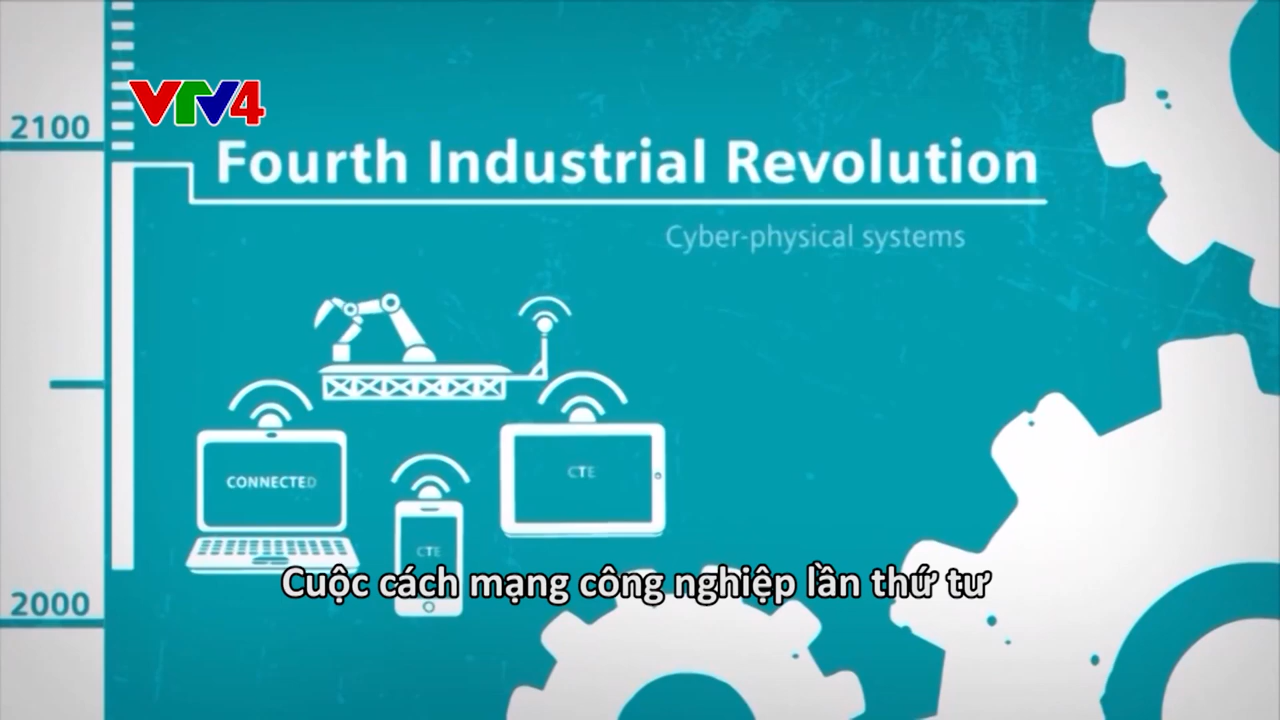 VTV4
2100
Fourth Industrial Revolution
Cyber-physical systems
CONNECTED
CTE
CTE
Cuộc cách mạng công nghiệp lần thứ tư
2000